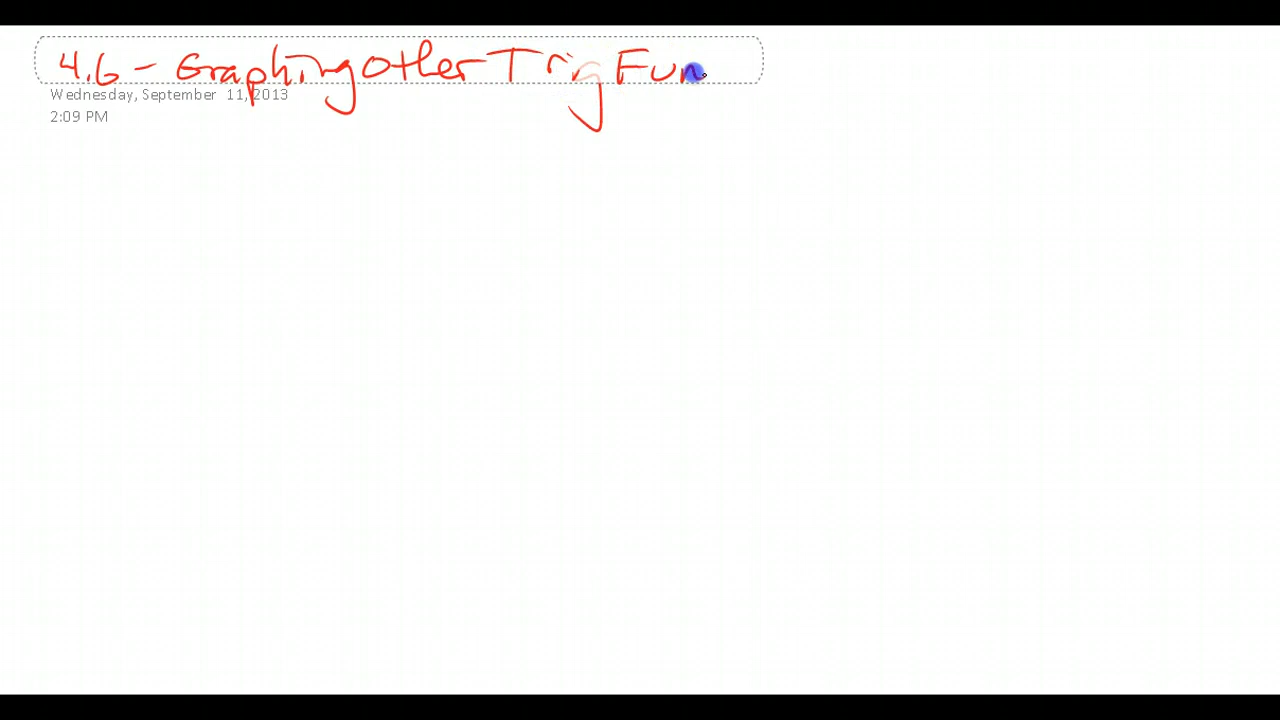 4.6 - Graphing Other Trig Fun
Wednesday, September 11, 2013
2:09 PM